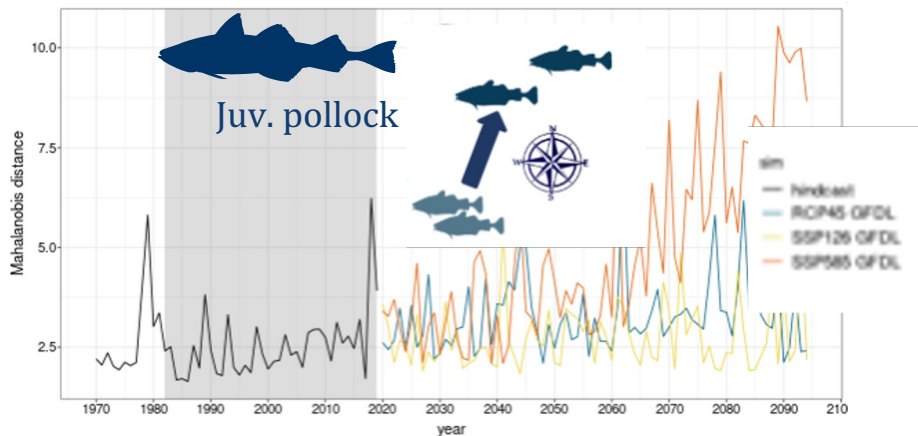 Juv. pollock
Mahalanobis distance
10.0
7.5
5.0
2.5
N
W
E
S
sim
hindcast
RCP45 GFDL
SSP126 GFDL
SSP585 GFDL
1970 1980 1990 2000 2010 2020 2030 2040 2050 2060 2070 2080 2090 210
year